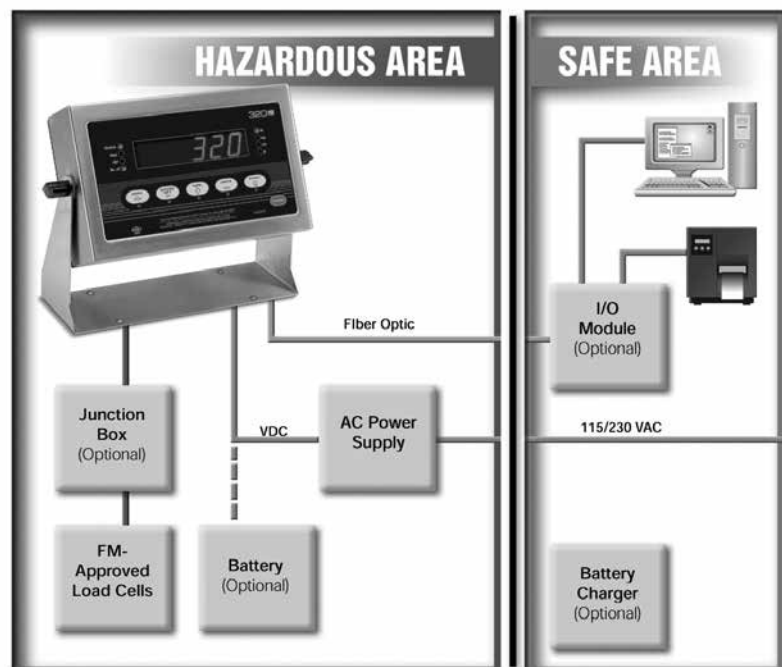 HAZARDOUS AREA
SAFE AREA
320
320
Fiber Optic
I/O
Module
(Optional)
Junction
Box
(Optional)
VDC
AC Power
Supply
115/230 VAC
FM-
Approved
Load Cells
Battery
(Optional)
Battery
Charger
(Optional)